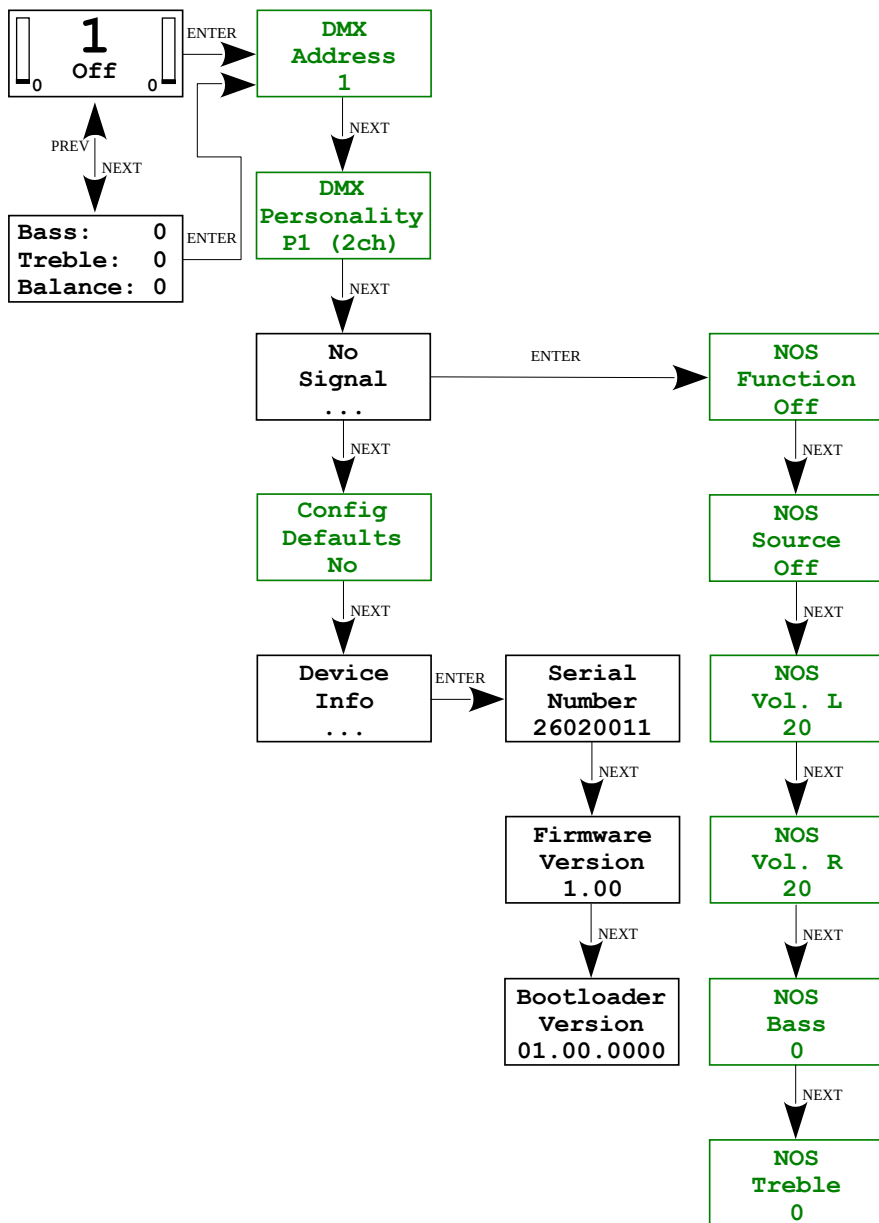 1
Off
0
0
ENTER
DMX
Address
1
PREV
NEXT
NEXT
Bass: 0
Treble: 0
Balance: 0
ENTER
DMX
Personality
P1 (2ch)
NEXT
No
Signal
...
ENTER
NOS
Function
Off
NEXT
NEXT
Config
Defaults
No
NOS
Source
Off
NEXT
NEXT
Device
Info
...
ENTER
Serial
Number
26020011
NOS
Vol. L
20
NEXT
NEXT
Firmware
Version
1.00
NOS
Vol. R
20
NEXT
NEXT
Bootloader
Version
01.00.0000
NOS
Bass
0
NEXT
NOS
Treble
0